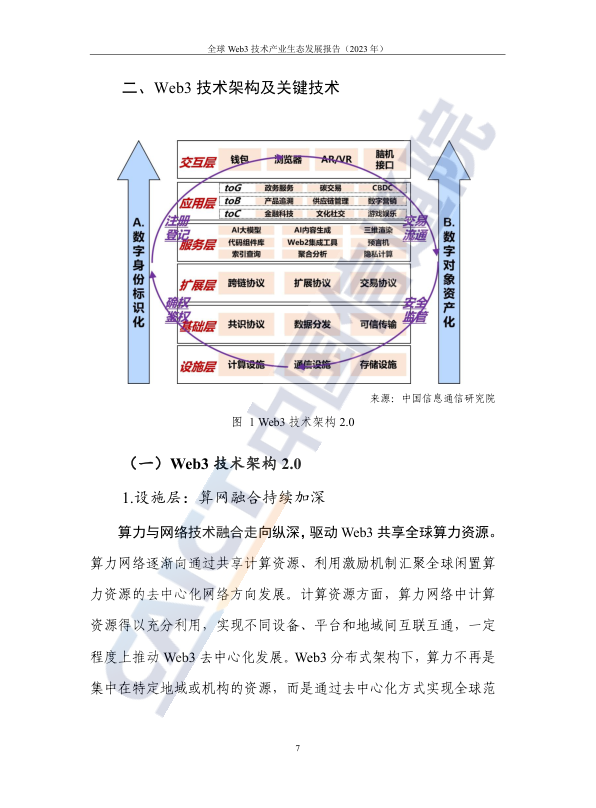 全球 Web3 技术产业生态发展报告（2023 年）
二、Web3 技术架构及关键技术
A.数字身份标识化
B.数字对象资产化
交互层 钱包 浏览器 AR/VR 脑机接口
应用层
toG 政务服务 碳交易 CBDC
toB 产品追溯 供应链管理 数字营销
toC 金融科技 文化社交 游戏娱乐
注册登记
交易流通
服务层
AI大模型 AI内容生成 三维渲染
代码组件库 Web2集成工具 预言机
索引查询 聚合分析 隐私计算
扩展层 跨链协议 扩展协议 交易协议
确权鉴权
安全监管
基础层 共识协议 数据分发 可信传输
设施层 计算设施 通信设施 存储设施
来源：中国信息通信研究院
图 1 Web3 技术架构 2.0
（一）Web3 技术架构 2.0
1.设施层：算网融合持续加深
算力与网络技术融合走向纵深，驱动 Web3 共享全球算力资源。
算力网络逐渐向通过共享计算资源、利用激励机制汇聚全球闲置算
力资源的去中心化网络方向发展。计算资源方面，算力网络中计算
资源得以充分利用，实现不同设备、平台和地域间互联互通，一定
程度上推动 Web3 去中心化发展。Web3 分布式架构下，算力不再是
集中在特定地域或机构的资源，而是通过去中心化方式实现全球范
7
CAICT 中国信通院